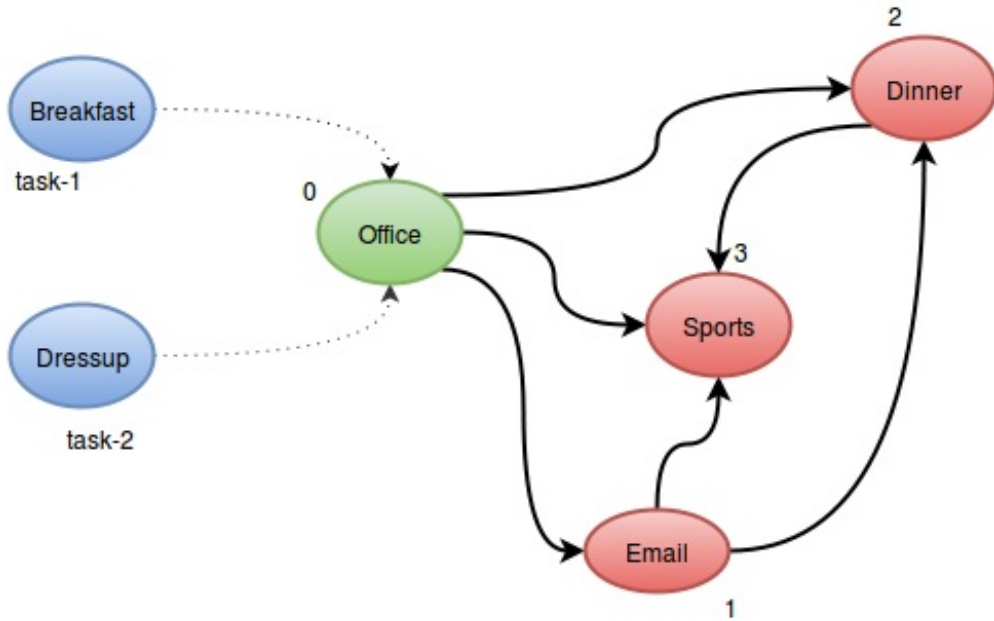 2
Dinner
Breakfast
task-1
0
Office
3
Sports
Dressup
task-2
Email
1